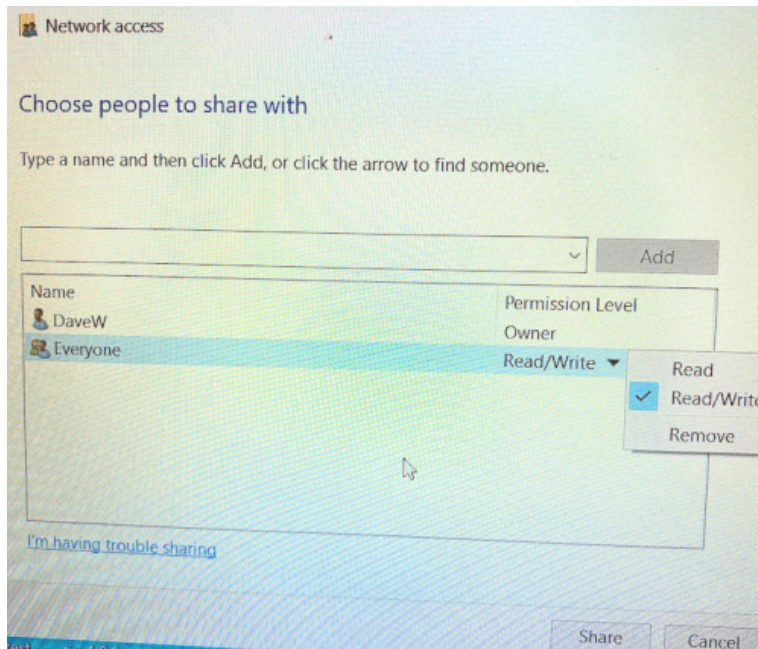 Network access
Choose people to share with
Type a name and then click Add, or click the arrow to find someone.
Add
Name Permission Level
DaveW Owner
Everyone Read/Write
Read
Read/Write
Remove
I'm having trouble sharing
Share Cancel